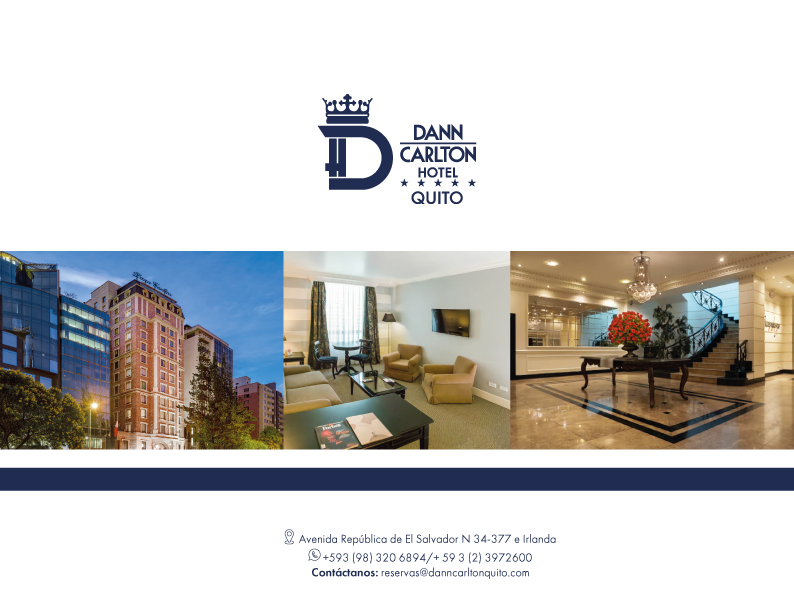 DANN
CARLTON
HOTEL
QUITO
Avenida República de El Salvador N 34-377 e Irlanda
+593 (98) 320 6894/+ 59 3 (2) 3972600
Contáctanos: reservas@danncarltonquito.com